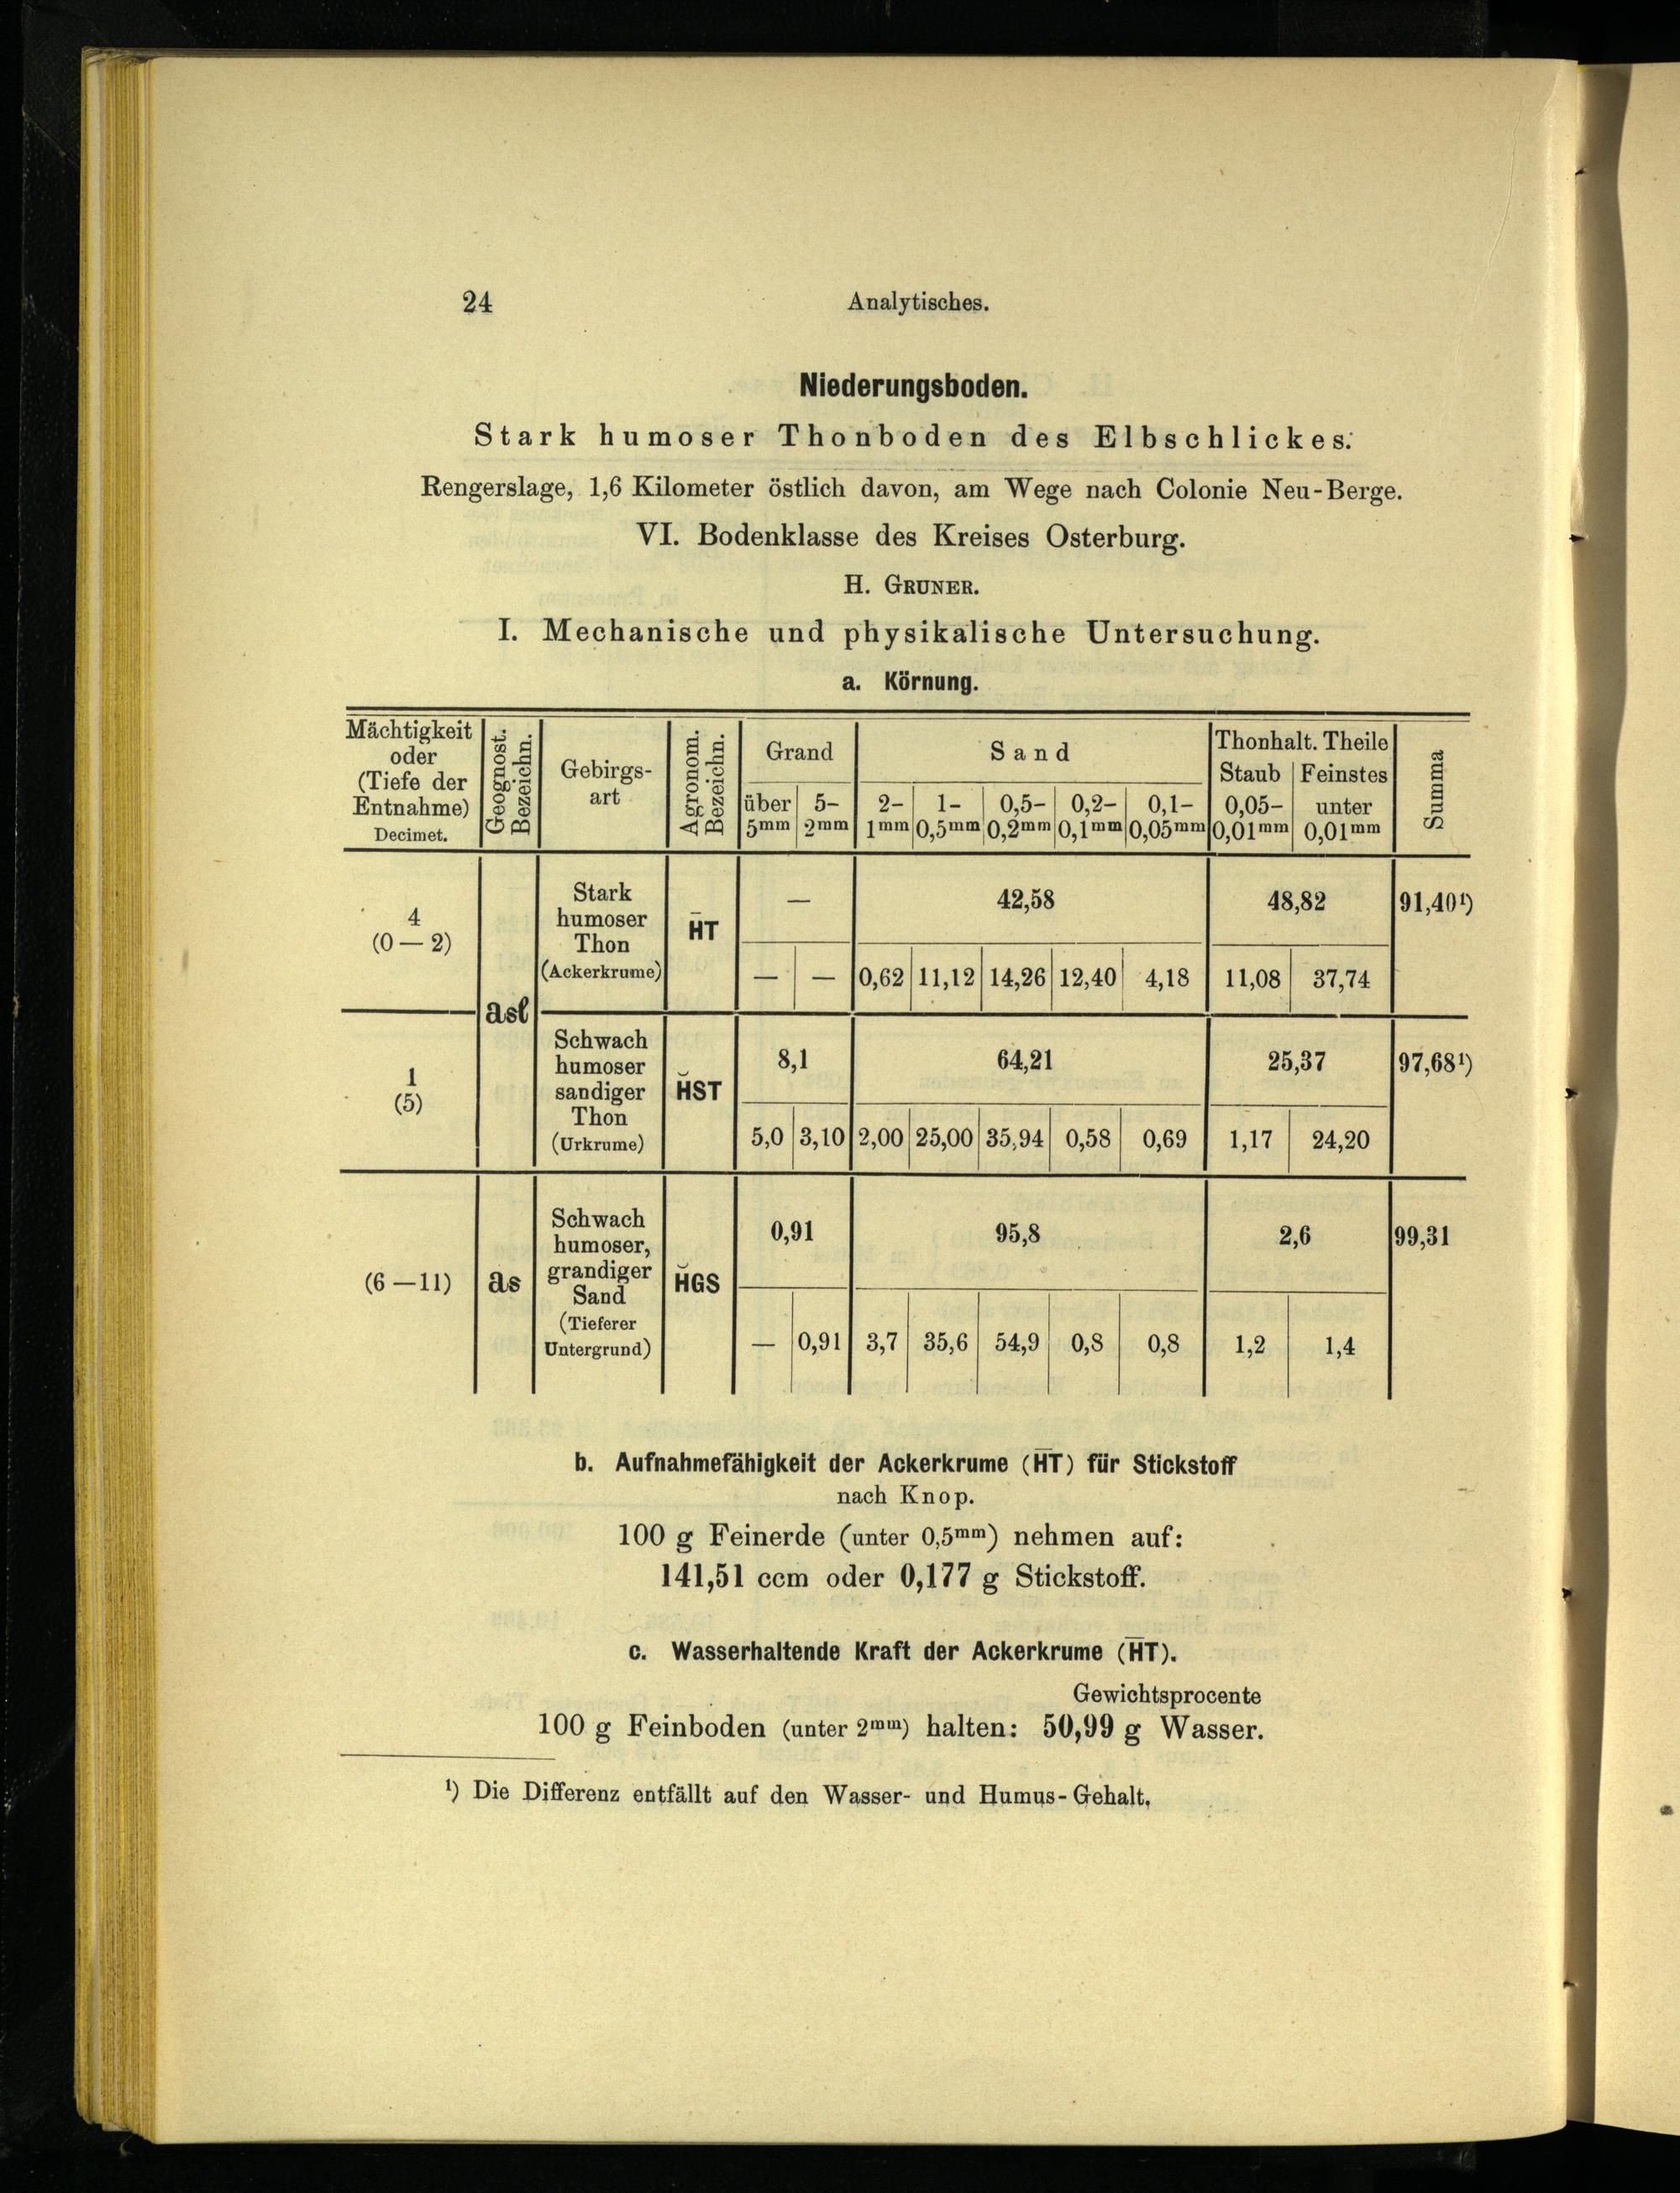 24 Analytisches.
Niederungsboden.
Stark humoser Thonboden des Elbschlickes.
Rengerslage, 1,6 Kilometer östlich davon, am Wege nach Colonie Neu-Berge.
VI. Bodenklasse des Kreises Osterburg.
H. GRUNER.
I. Mechanische und physikalische Untersuchung.
a. Körnung.
Mächtigkeit oder (Tiefe der Entnahme) Decimet. | Geognost. Bezeichn. | Gebirgs-art | Agronom. Bezeichn. | Grand | Sand | Thonhalt. Theile | Summa
Staub | Feinstes
über 5mm | 5–2mm | 2–1mm | 1–0,5mm | 0,5–0,2mm | 0,2–0,1mm | 0,1–0,05mm | 0,05–0,01mm | unter 0,01mm
4 (0 — 2) | asł | Stark humoser Thon (Ackerkrume) | H̄T | — | 42,58 | 48,82 | 91,40¹)
— | — | 0,62 | 11,12 | 14,26 | 12,40 | 4,18 | 11,08 | 37,74
1 (5) | Schwach humoser sandiger Thon (Urkrume) | H̆ST | 8,1 | 64,21 | 25,37 | 97,68¹)
5,0 | 3,10 | 2,00 | 25,00 | 35,94 | 0,58 | 0,69 | 1,17 | 24,20
(6 — 11) | as | Schwach humoser, grandiger Sand (Tieferer Untergrund) | H̆GS | 0,91 | 95,8 | 2,6 | 99,31
— | 0,91 | 3,7 | 35,6 | 54,9 | 0,8 | 0,8 | 1,2 | 1,4
b. Aufnahmefähigkeit der Ackerkrume (H̄T) für Stickstoff
nach Knop.
100 g Feinerde (unter 0,5mm) nehmen auf:
141,51 ccm oder 0,177 g Stickstoff.
c. Wasserhaltende Kraft der Ackerkrume (H̄T).
Gewichtsprocente
100 g Feinboden (unter 2mm) halten: 50,99 g Wasser.
¹) Die Differenz entfällt auf den Wasser- und Humus-Gehalt.